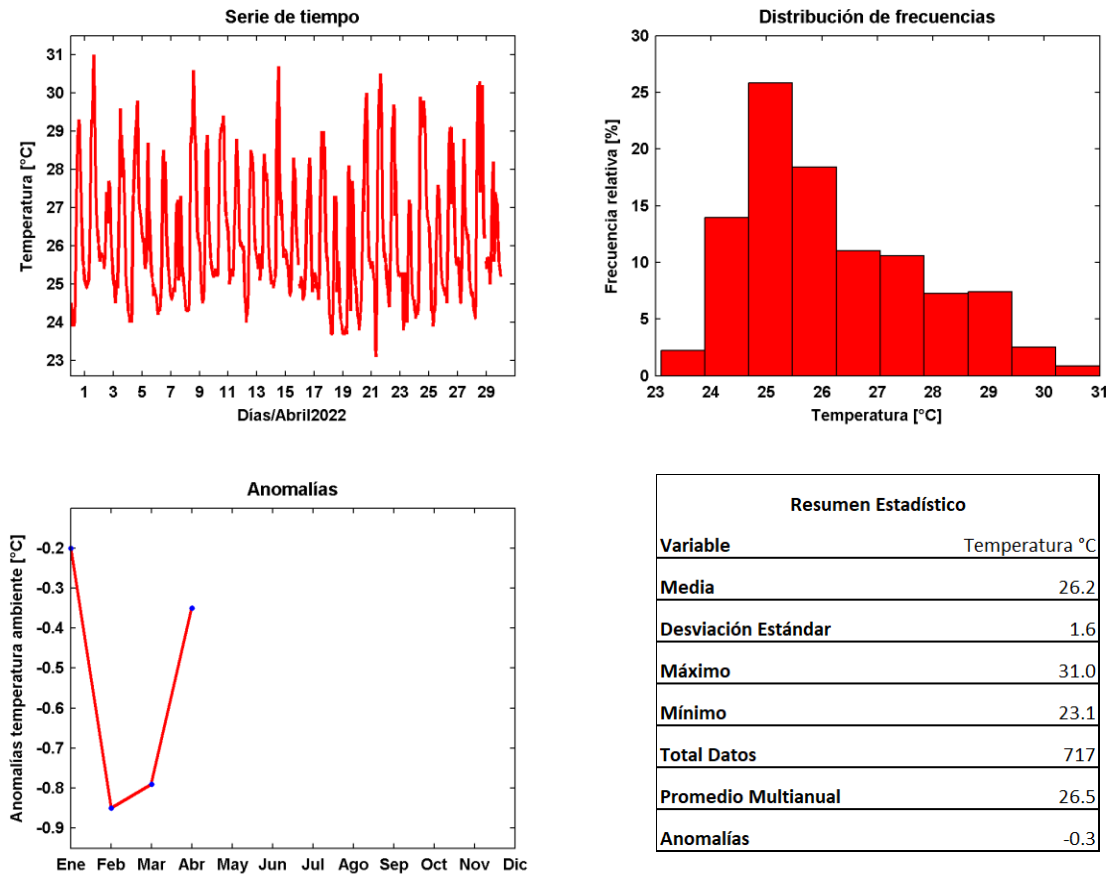 Serie de tiempo
Temperatura [°C]
31
30
29
28
27
26
25
24
23
1 3 5 7 9 11 13 15 17 19 21 23 25 27 29
Días/Abril2022
Distribución de frecuencias
Frecuencia relativa [%]
30
25
20
15
10
5
0
23 24 25 26 27 28 29 30 31
Temperatura [°C]
Anomalías
Anomalías temperatura ambiente [°C]
-0.2
-0.3
-0.4
-0.5
-0.6
-0.7
-0.8
-0.9
Ene Feb Mar Abr May Jun Jul Ago Sep Oct Nov Dic
Resumen Estadístico
Variable Temperatura °C
Media 26.2
Desviación Estándar 1.6
Máximo 31.0
Mínimo 23.1
Total Datos 717
Promedio Multianual 26.5
Anomalías -0.3